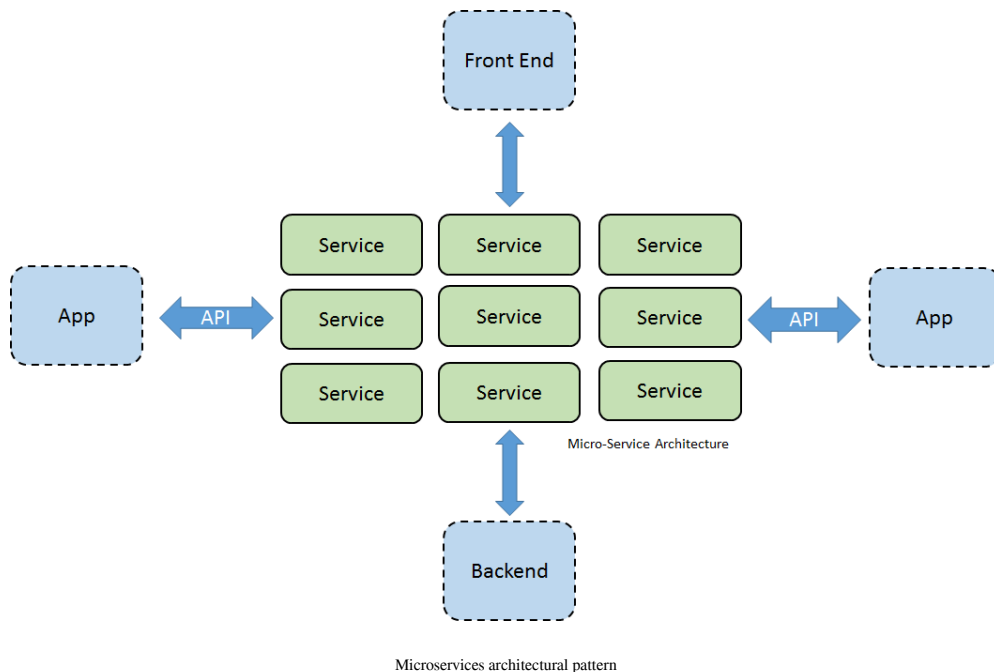 Front End
Service
Service
Service
App
API
Service
Service
Service
API
App
Service
Service
Service
Micro-Service Architecture
Backend
Microservices architectural pattern